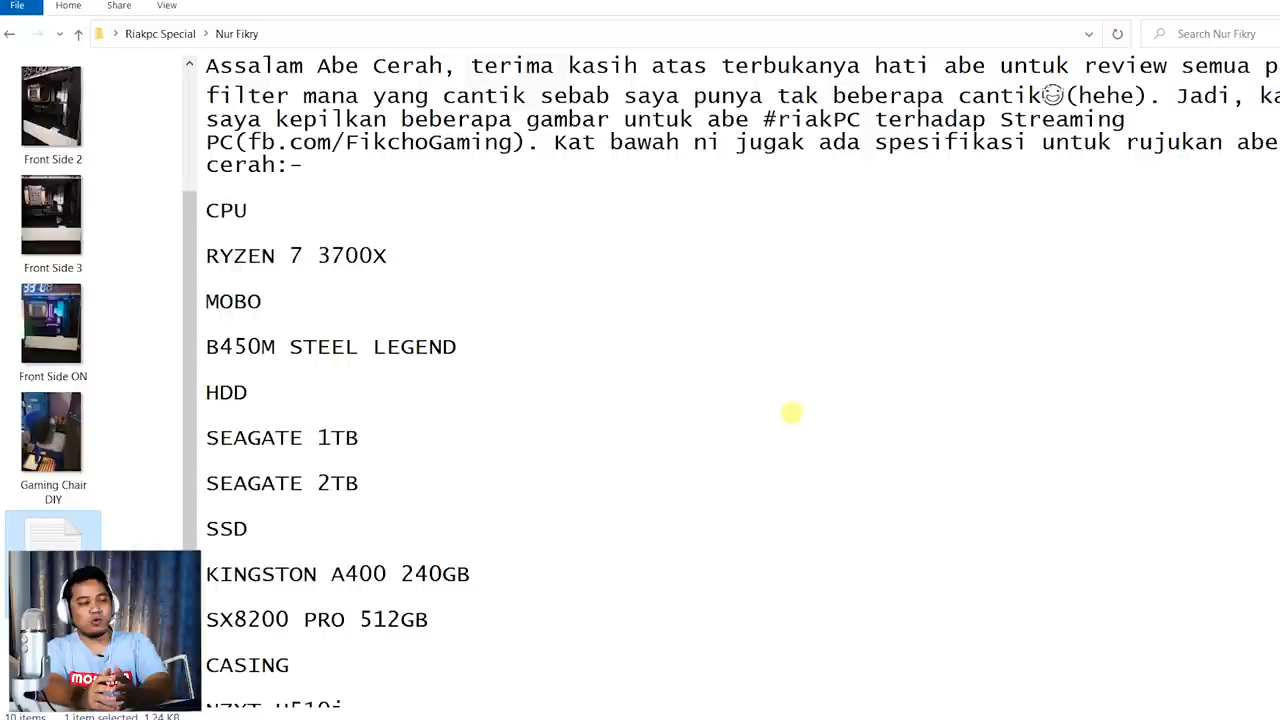 File Home Share View
Riakpc Special Nur Fikry Search Nur Fikry
Front Side 2
Front Side 3
Front Side ON
Gaming Chair
DIY
Assalam Abe Cerah, terima kasih atas terbukanya hati abe untuk review semua
filter mana yang cantik sebab saya punya tak beberapa cantik😄(hehe). Jadi,
saya kepilkan beberapa gambar untuk abe #riakPC terhadap Streaming
PC(fb.com/FikchoGaming). Kat bawah ni jugak ada spesifikasi untuk rujukan abe
cerah:-
CPU
RYZEN 7 3700X
MOBO
B450M STEEL LEGEND
HDD
SEAGATE 1TB
SEAGATE 2TB
SSD
KINGSTON A400 240GB
SX8200 PRO 512GB
CASING
10 items 1 item selected 1.24 KB